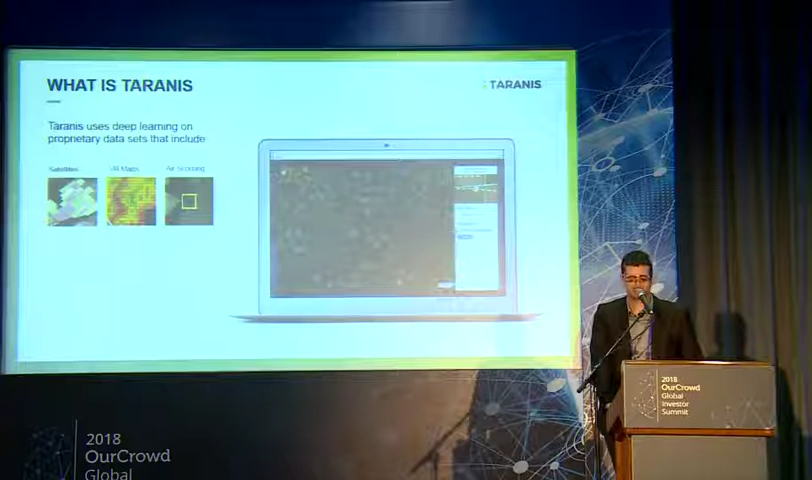 WHAT IS TARANIS
TARANIS
Taranis uses deep learning on
proprietary data sets that include
Satellites
VRI Maps
Air Scouting
2018
OurCrowd
Global
Investor
Summit
2018
OurCrowd
Global